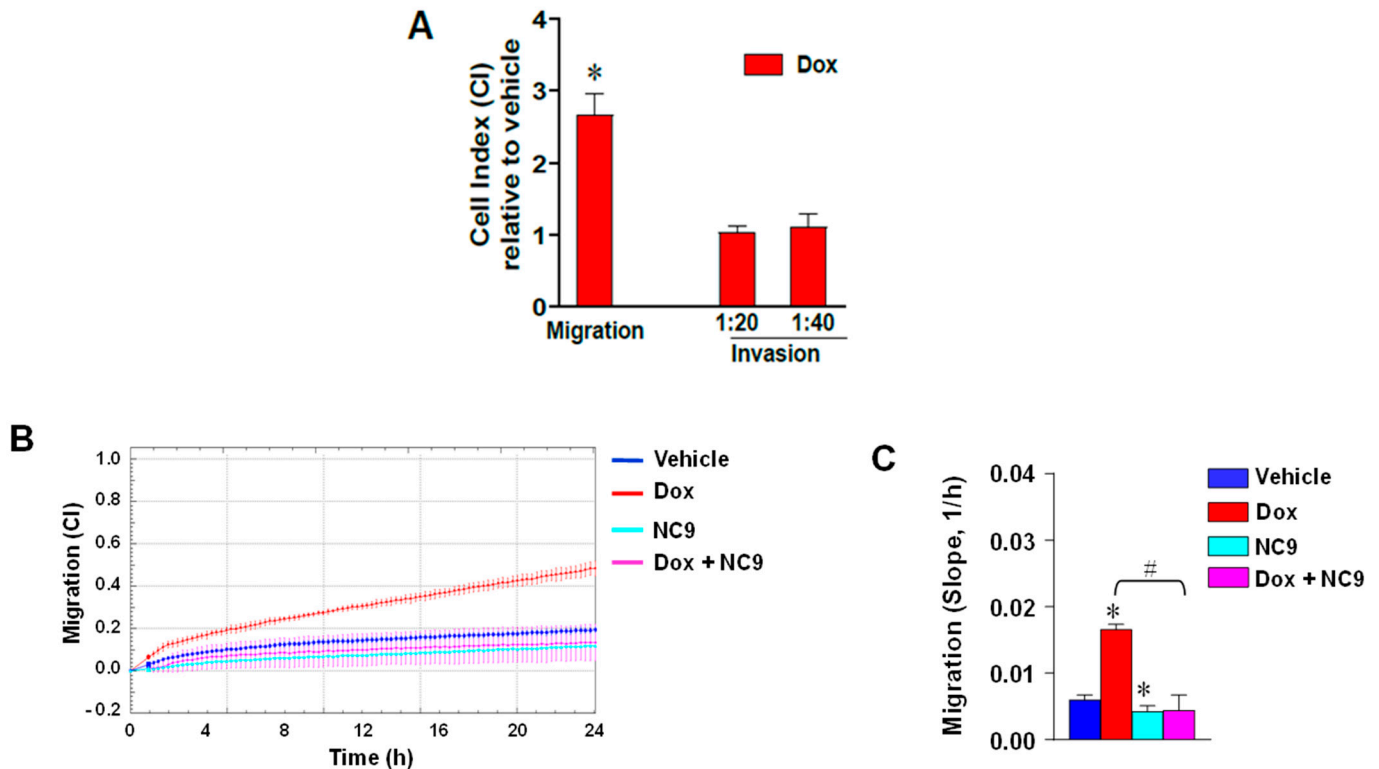 A
Cell Index (CI)
relative to vehicle
4
3
2
1
0
*
Dox
Migration
1:20 1:40
Invasion
B
Migration (CI)
1.0
0.8
0.6
0.4
0.2
0.0
-0.2
0 4 8 12 16 20 24
Time (h)
Vehicle
Dox
NC9
Dox + NC9
C
Migration (Slope, 1/h)
0.04
0.03
0.02
0.01
0.00
#
*
*
Vehicle
Dox
NC9
Dox + NC9